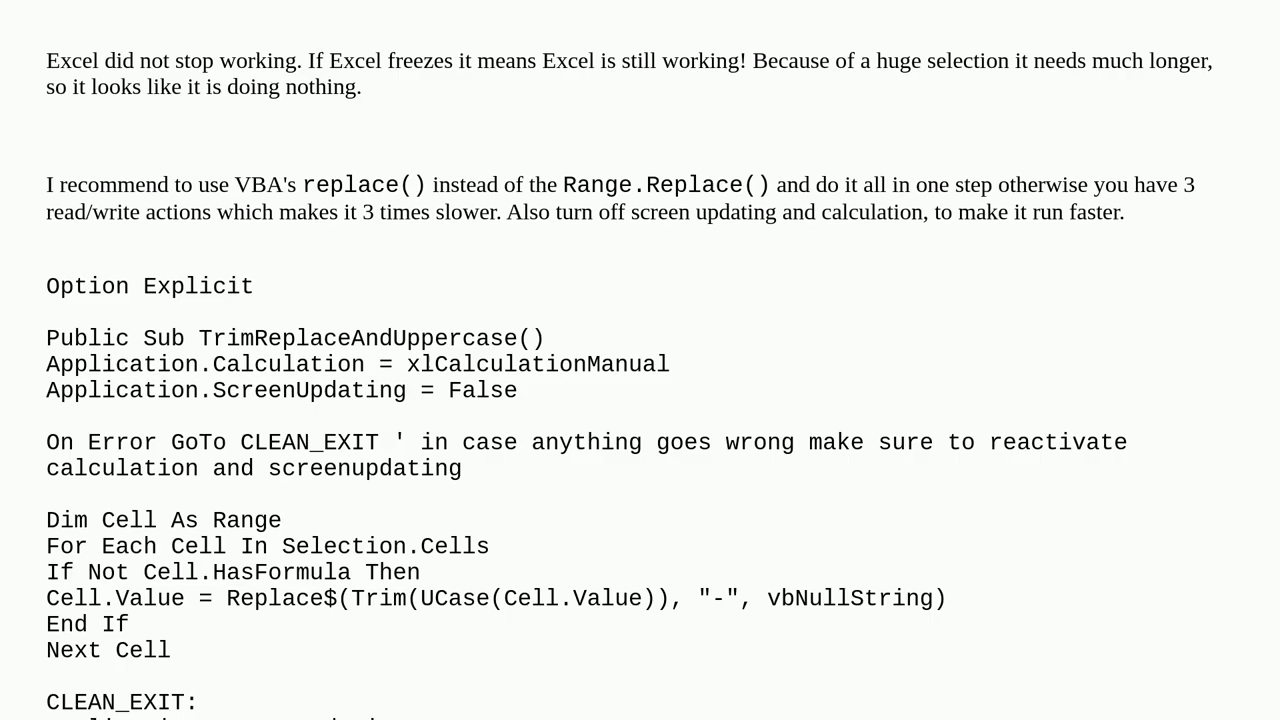 Excel did not stop working. If Excel freezes it means Excel is still working! Because of a huge selection it needs much longer,
so it looks like it is doing nothing.
I recommend to use VBA's replace() instead of the Range.Replace() and do it all in one step otherwise you have 3
read/write actions which makes it 3 times slower. Also turn off screen updating and calculation, to make it run faster.
Option Explicit
Public Sub TrimReplaceAndUppercase()
Application.Calculation = xlCalculationManual
Application.ScreenUpdating = False
On Error GoTo CLEAN_EXIT ' in case anything goes wrong make sure to reactivate
calculation and screenupdating
Dim Cell As Range
For Each Cell In Selection.Cells
If Not Cell.HasFormula Then
Cell.Value = Replace$(Trim(UCase(Cell.Value)), "-", vbNullString)
End If
Next Cell
CLEAN_EXIT: